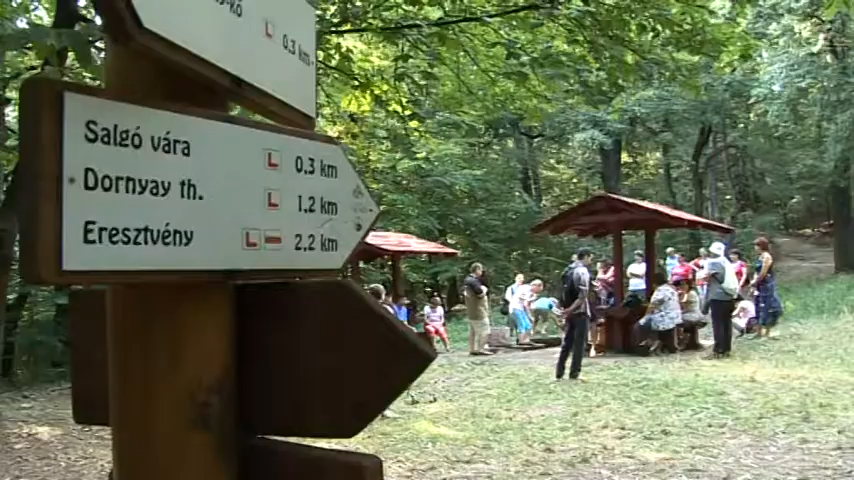 0.3 km
Salgó vára L 0.3 km
Dornyay th. L 1.2 km
Eresztvény L 2.2 km